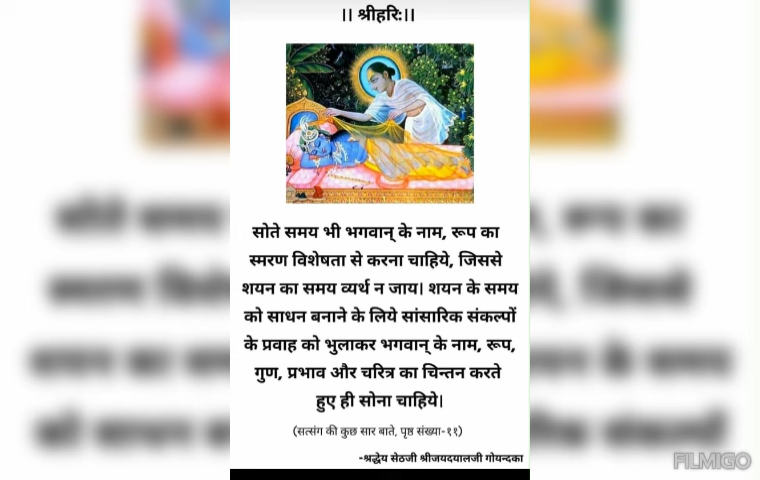 ।। श्रीहरि:।।
सोते समय भी भगवान् के नाम, रूप का
स्मरण विशेषता से करना चाहिये, जिससे
शयन का समय व्यर्थ न जाय। शयन के समय
को साधन बनाने के लिये सांसारिक संकल्पों
के प्रवाह को भुलाकर भगवान् के नाम, रूप,
गुण, प्रभाव और चरित्र का चिन्तन करते
हुए ही सोना चाहिये।
(सत्संग की कुछ सार बाते, पृष्ठ संख्या-११)
-श्रद्धेय सेठजी श्रीजयदयालजी गोयन्दका
FILMIGO